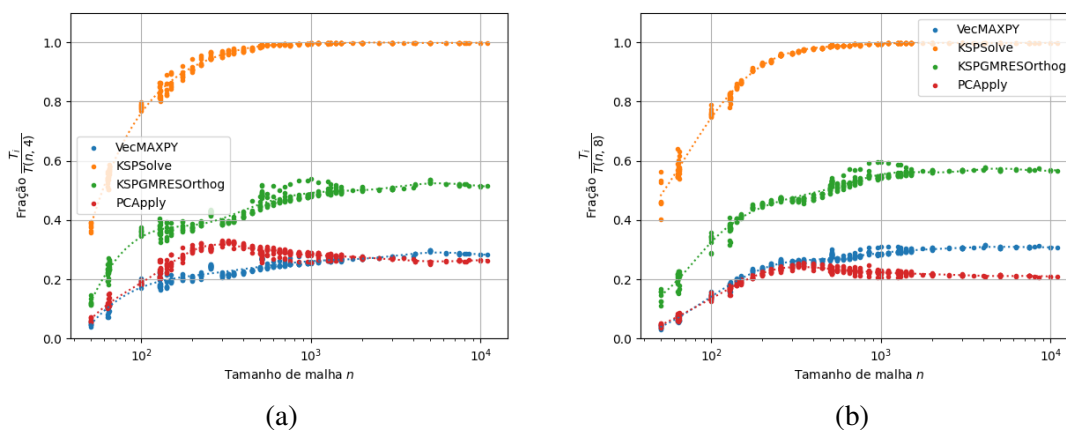 1.0
0.8
0.6
0.4
0.2
0.0
Fração T_i / T(n, 4)
VecMAXPY
KSPSolve
KSPGMRESOrthog
PCApply
10^2
10^3
10^4
Tamanho de malha n
(a)
1.0
0.8
0.6
0.4
0.2
0.0
Fração T_i / T(n, 8)
VecMAXPY
KSPSolve
KSPGMRESOrthog
PCApply
10^2
10^3
10^4
Tamanho de malha n
(b)